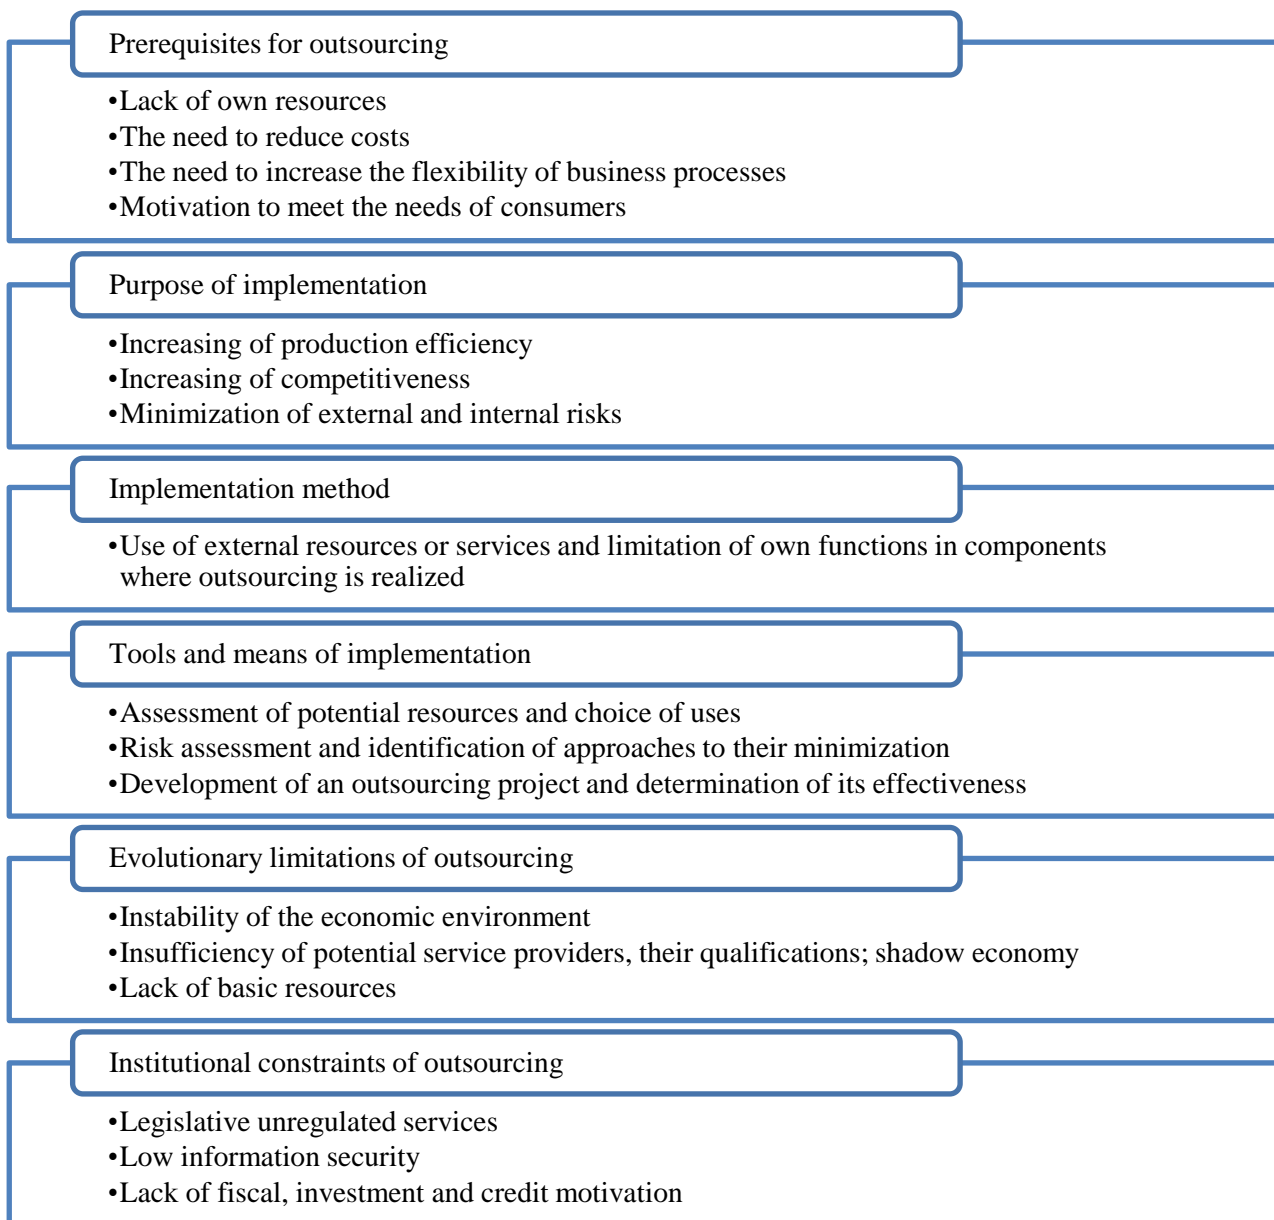 Prerequisites for outsourcing
•Lack of own resources
•The need to reduce costs
•The need to increase the flexibility of business processes
•Motivation to meet the needs of consumers
Purpose of implementation
•Increasing of production efficiency
•Increasing of competitiveness
•Minimization of external and internal risks
Implementation method
•Use of external resources or services and limitation of own functions in components
where outsourcing is realized
Tools and means of implementation
•Assessment of potential resources and choice of uses
•Risk assessment and identification of approaches to their minimization
•Development of an outsourcing project and determination of its effectiveness
Evolutionary limitations of outsourcing
•Instability of the economic environment
•Insufficiency of potential service providers, their qualifications; shadow economy
•Lack of basic resources
Institutional constraints of outsourcing
•Legislative unregulated services
•Low information security
•Lack of fiscal, investment and credit motivation